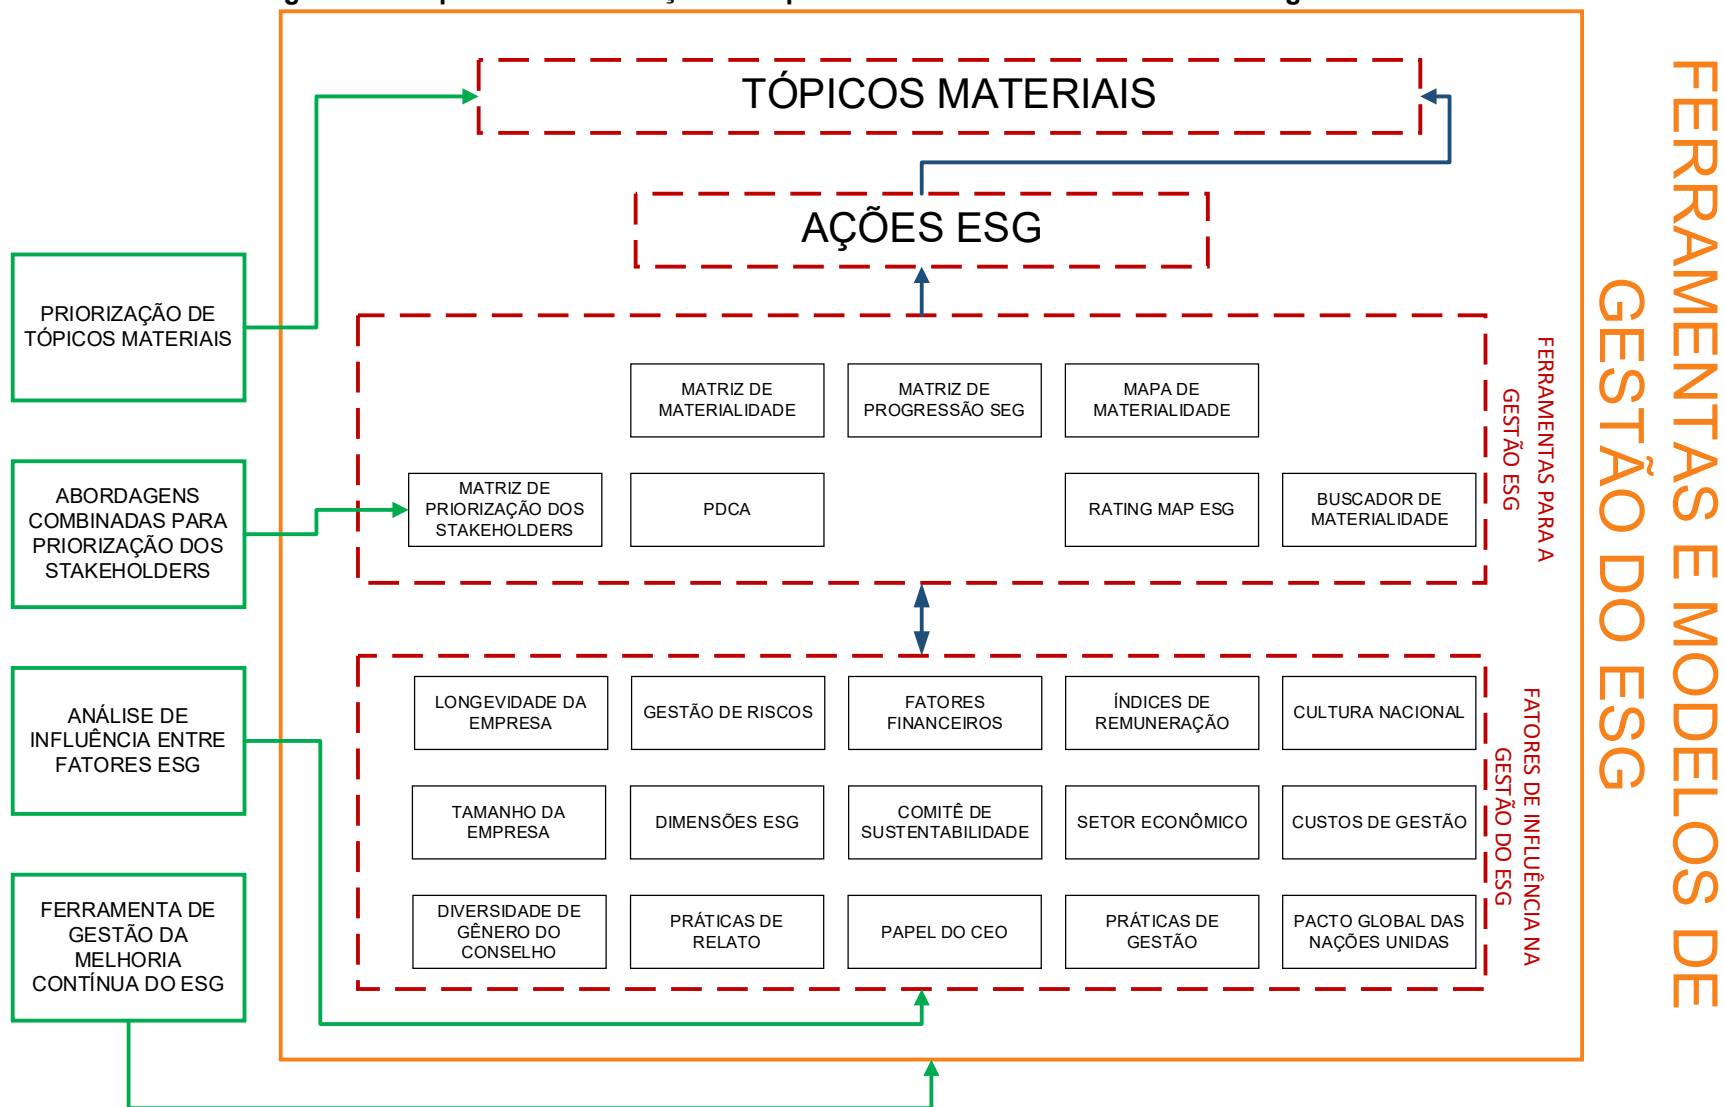 TÓPICOS MATERIAIS
AÇÕES ESG
PRIORIZAÇÃO DE
TÓPICOS MATERIAIS
ABORDAGENS
COMBINADAS PARA
PRIORIZAÇÃO DOS
STAKEHOLDERS
ANÁLISE DE
INFLUÊNCIA ENTRE
FATORES ESG
FERRAMENTA DE
GESTÃO DA
MELHORIA
CONTÍNUA DO ESG
MATRIZ DE
MATERIALIDADE
MATRIZ DE
PROGRESSÃO SEG
MAPA DE
MATERIALIDADE
MATRIZ DE
PRIORIZAÇÃO DOS
STAKEHOLDERS
PDCA
RATING MAP ESG
BUSCADOR DE
MATERIALIDADE
FERRAMENTAS PARA A
GESTÃO ESG
LONGEVIDADE DA
EMPRESA
GESTÃO DE RISCOS
FATORES
FINANCEIROS
ÍNDICES DE
REMUNERAÇÃO
CULTURA NACIONAL
TAMANHO DA
EMPRESA
DIMENSÕES ESG
COMITÊ DE
SUSTENTABILIDADE
SETOR ECONÔMICO
CUSTOS DE GESTÃO
DIVERSIDADE DE
GÊNERO DO
CONSELHO
PRÁTICAS DE
RELATO
PAPEL DO CEO
PRÁTICAS DE
GESTÃO
PACTO GLOBAL DAS
NAÇÕES UNIDAS
FATORES DE INFLUÊNCIA NA
GESTÃO DO ESG
FERRAMENTAS E MODELOS DE
GESTÃO DO ESG